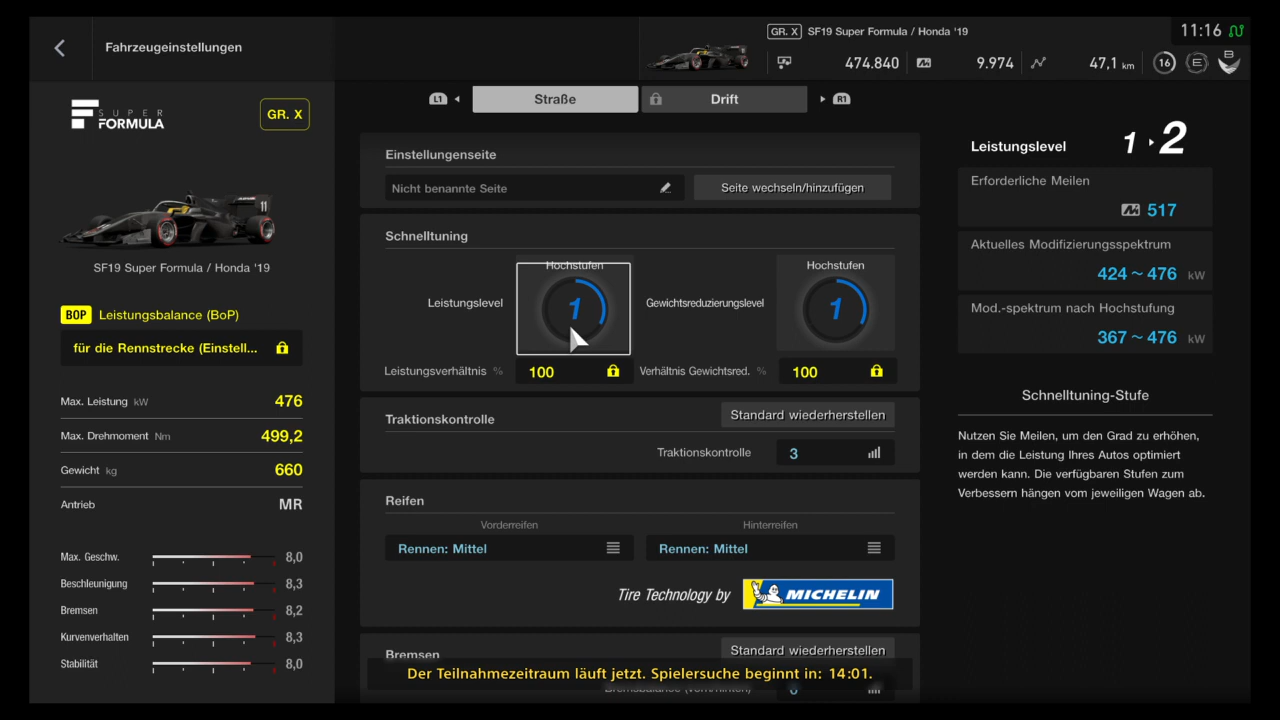 Fahrzeugeinstellungen
GR. X SF19 Super Formula / Honda '19
11:16
474.840 9.974 47,1 km 16 E B
SUPER FORMULA
GR. X
SF19 Super Formula / Honda '19
BOP Leistungsbalance (BoP)
für die Rennstrecke (Einstell...
Max. Leistung kW 476
Max. Drehmoment Nm 499,2
Gewicht kg 660
Antrieb MR
Max. Geschw. 8,0
Beschleunigung 8,3
Bremsen 8,2
Kurvenverhalten 8,3
Stabilität 8,0
L1 Straße Drift R1
Einstellungenseite
Nicht benannte Seite Seite wechseln/hinzufügen
Schnelltuning
Hochstufen Hochstufen
Leistungslevel 1 Gewichtsreduzierungslevel 1
Leistungsverhältnis % 100 Verhältnis Gewichtsred. % 100
Traktionskontrolle Standard wiederherstellen
Traktionskontrolle 3
Reifen
Vorderreifen Hinterreifen
Rennen: Mittel Rennen: Mittel
Tire Technology by MICHELIN
Bremsen Standard wiederherstellen
Bremsbalance (vorn/hinten) 0
Der Teilnahmezeitraum läuft jetzt. Spielersuche beginnt in: 14:01.
Leistungslevel 1 2
Erforderliche Meilen
517
Aktuelles Modifizierungsspektrum
424 ~ 476 kW
Mod.-spektrum nach Hochstufung
367 ~ 476 kW
Schnelltuning-Stufe
Nutzen Sie Meilen, um den Grad zu erhöhen,
in dem die Leistung Ihres Autos optimiert
werden kann. Die verfügbaren Stufen zum
Verbessern hängen vom jeweiligen Wagen ab.